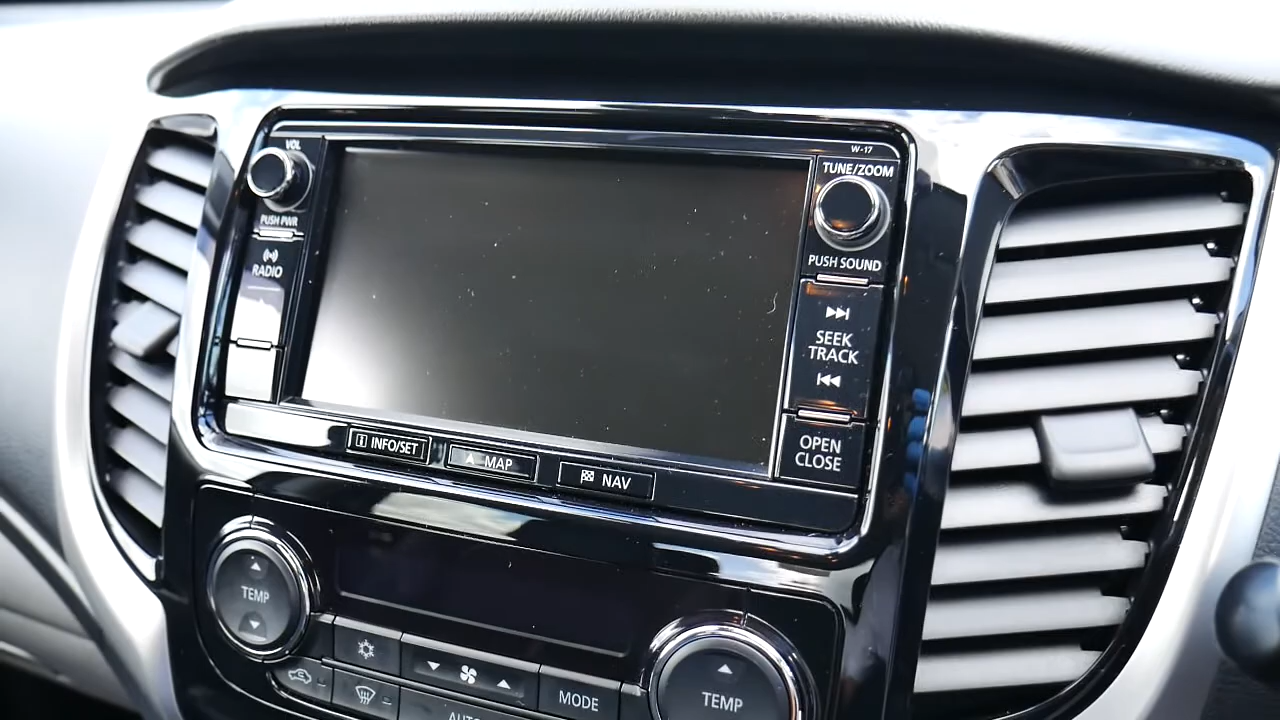 W-17
VOL
PUSH PWR
RADIO
TUNE/ZOOM
PUSH SOUND
SEEK
TRACK
OPEN
CLOSE
INFO/SET
MAP
NAV
TEMP
MODE
TEMP
AUTO